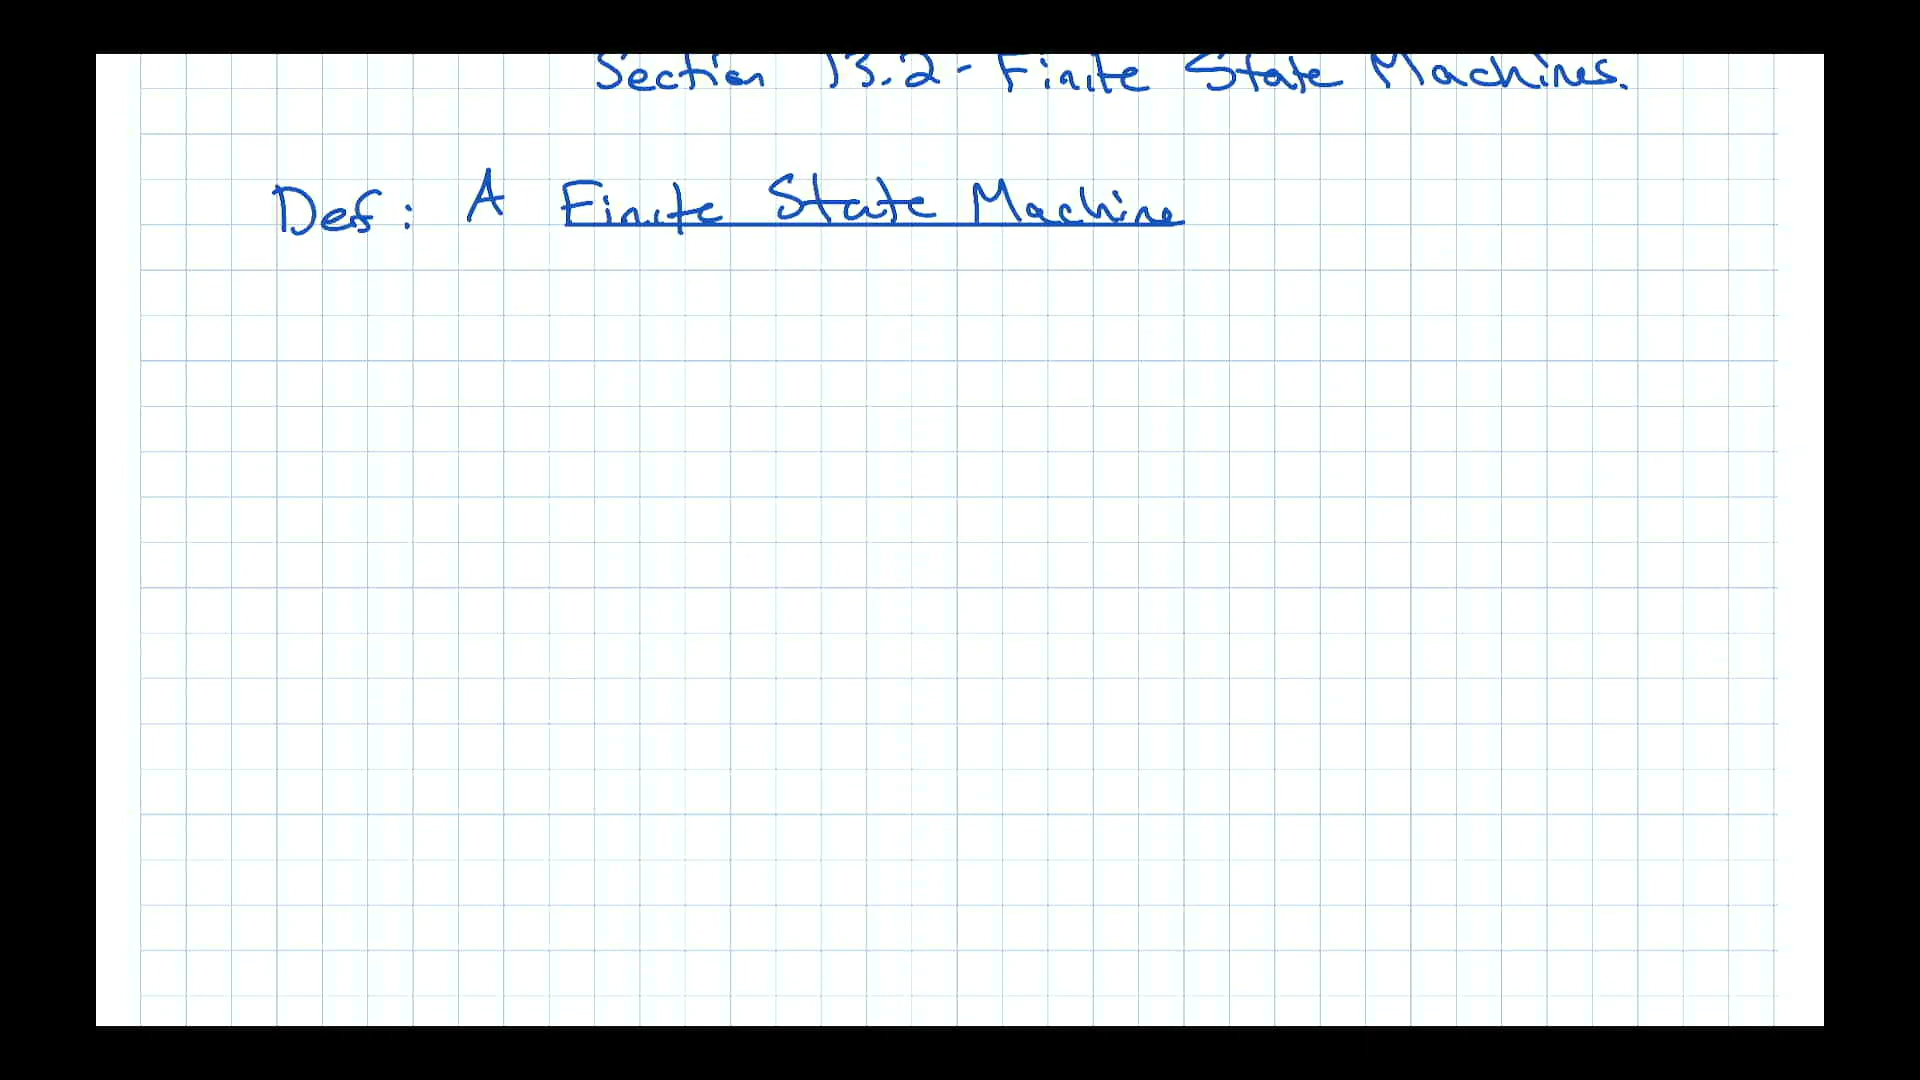 Section 13.2 - Finite State Machines.
Def: A Finite State Machine